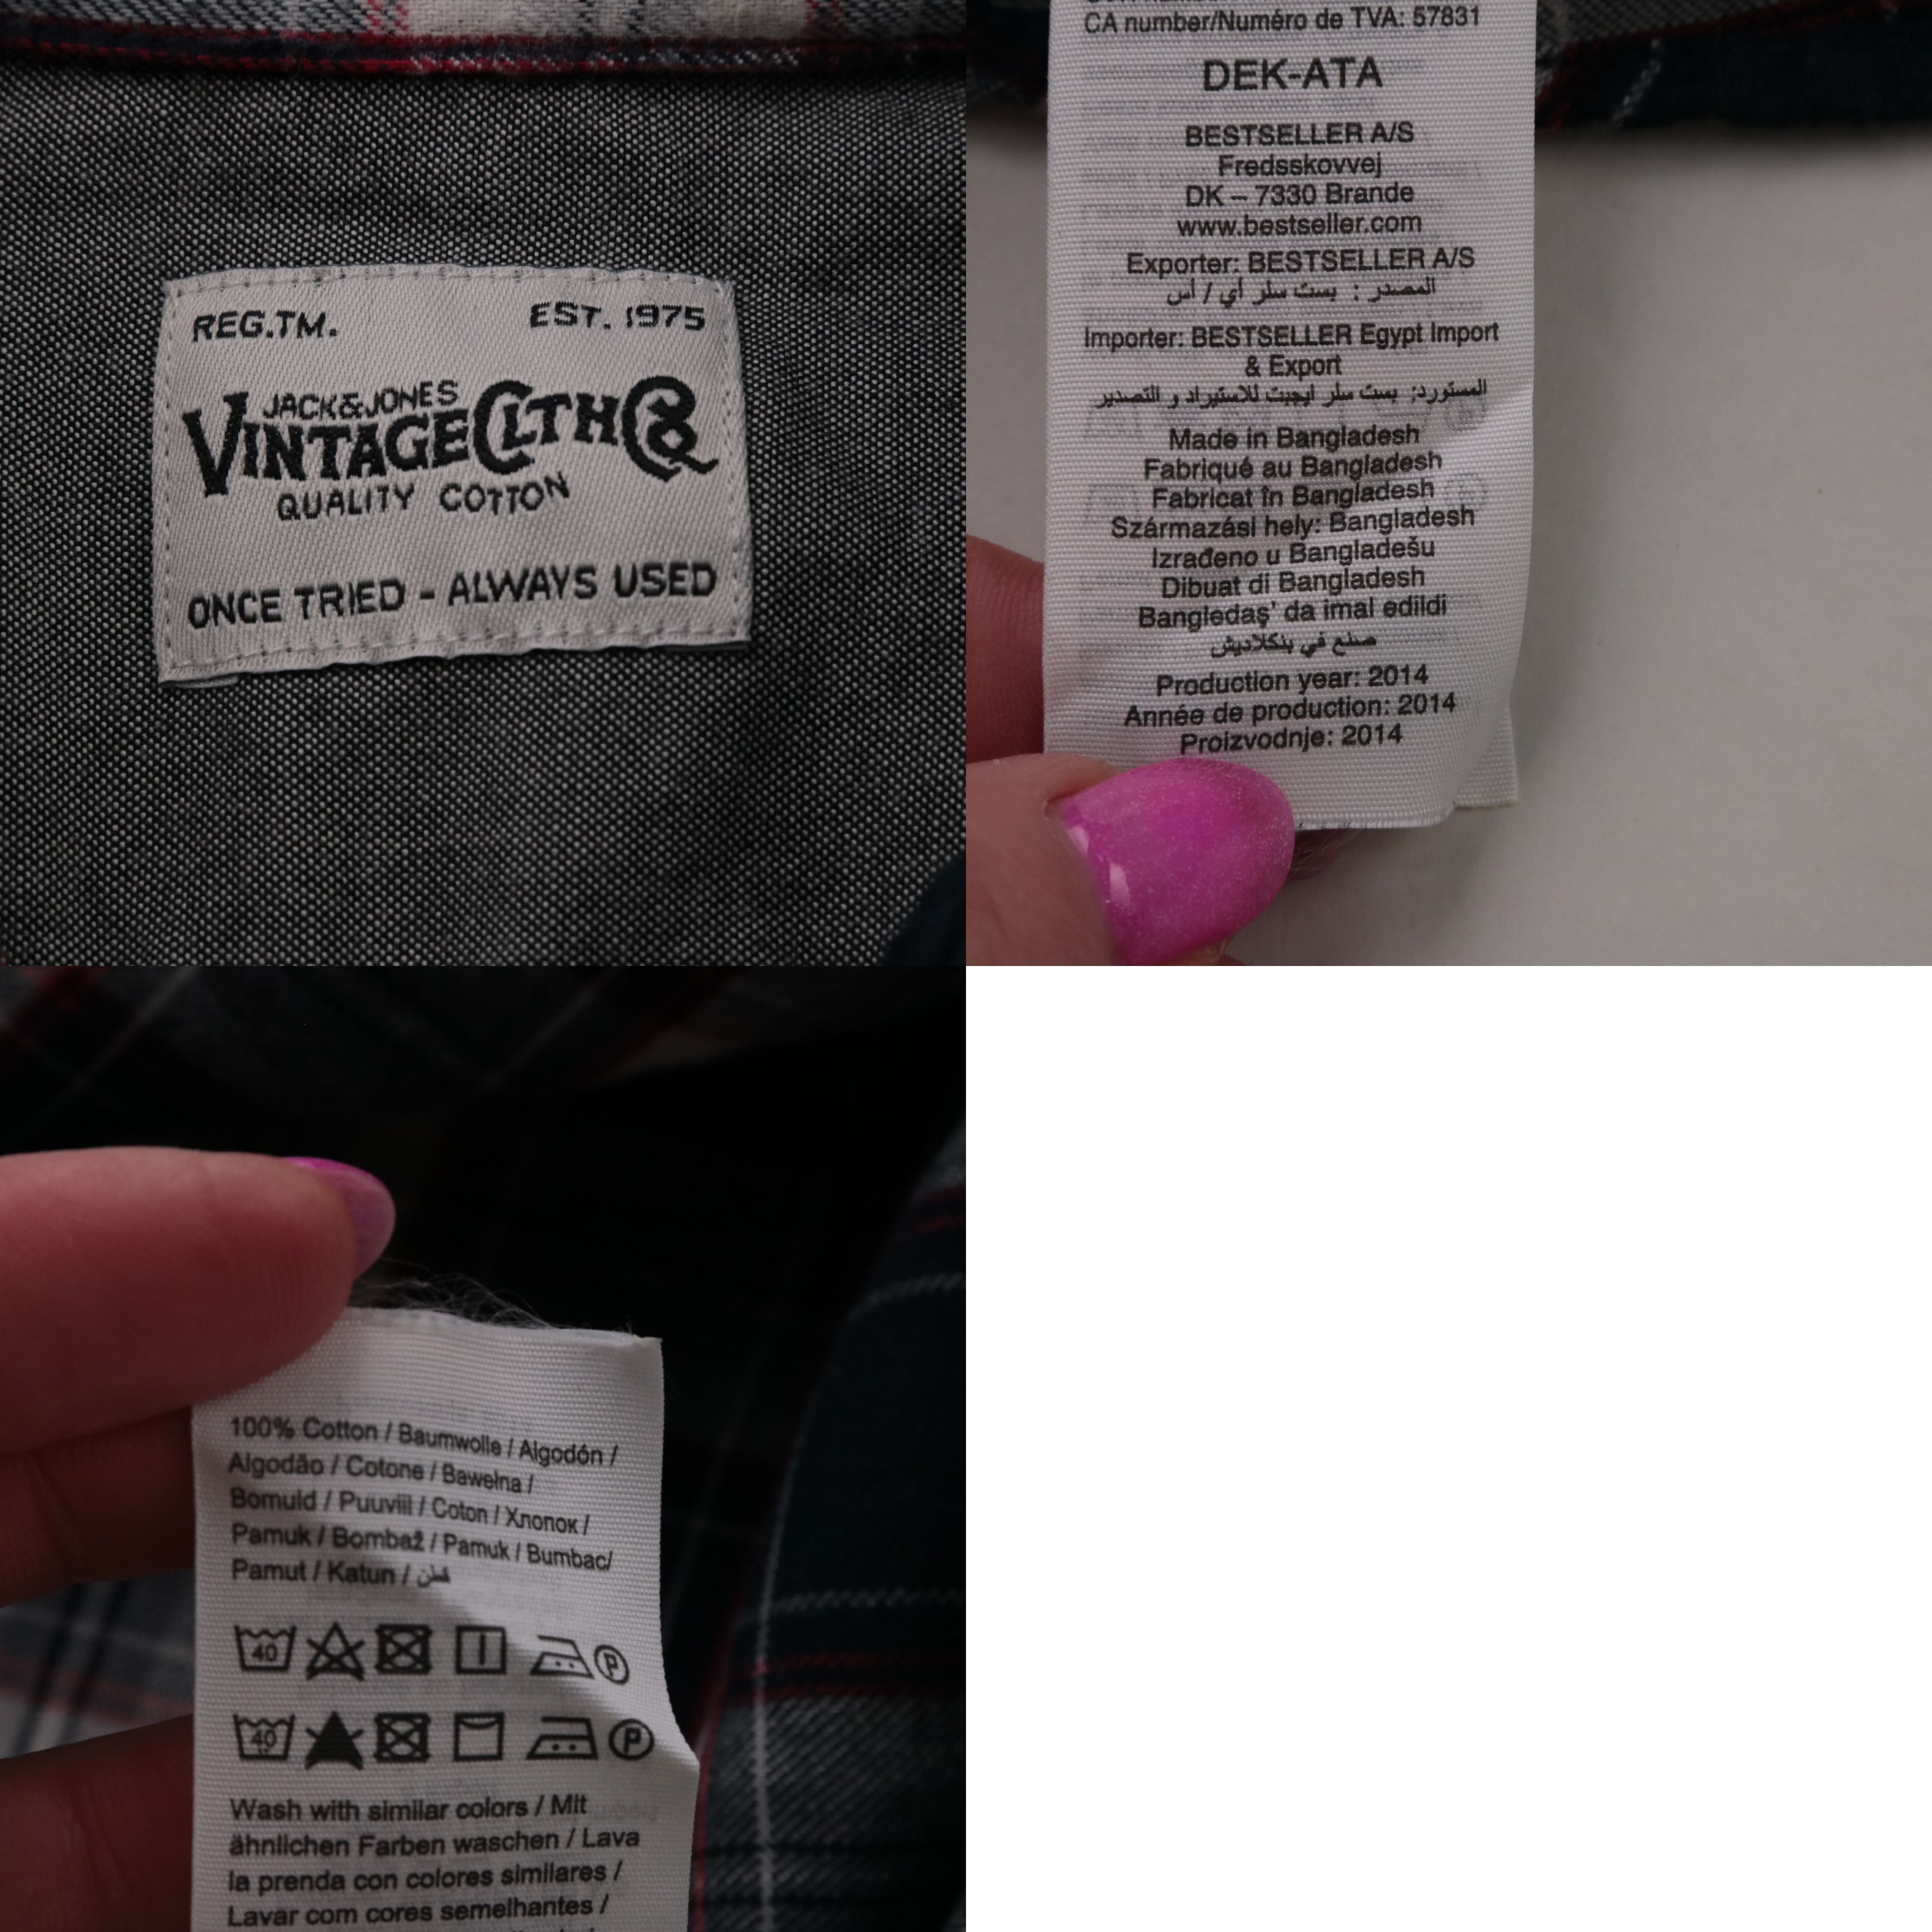 REG.TM. EST. 1975
JACK&JONES
VINTAGE CLTH CO
QUALITY COTTON
ONCE TRIED - ALWAYS USED
CA number/Numéro de TVA: 57831
DEK-ATA
BESTSELLER A/S
Fredsskovvej
DK – 7330 Brande
www.bestseller.com
Exporter: BESTSELLER A/S
المصدر : بست سلر أي / أس
Importer: BESTSELLER Egypt Import
& Export
المستورد: بست سلر ايجبت للاستيراد و التصدير
Made in Bangladesh
Fabriqué au Bangladesh
Fabricat în Bangladesh
Származási hely: Bangladesh
Izrađeno u Bangladešu
Dibuat di Bangladesh
Bangledaş' da imal edildi
صنع في بنكلاديش
Production year: 2014
Année de production: 2014
Proizvodnje: 2014
100% Cotton / Baumwolle / Algodón /
Algodão / Cotone / Bawełna /
Bomuld / Puuvill / Coton / Хлопок /
Pamuk / Bombaž / Pamuk / Bumbac/
Pamut / Katun / قطن
40 P
40 P
Wash with similar colors / Mit
ähnlichen Farben waschen / Lava
la prenda con colores similares /
Lavar com cores semelhantes /